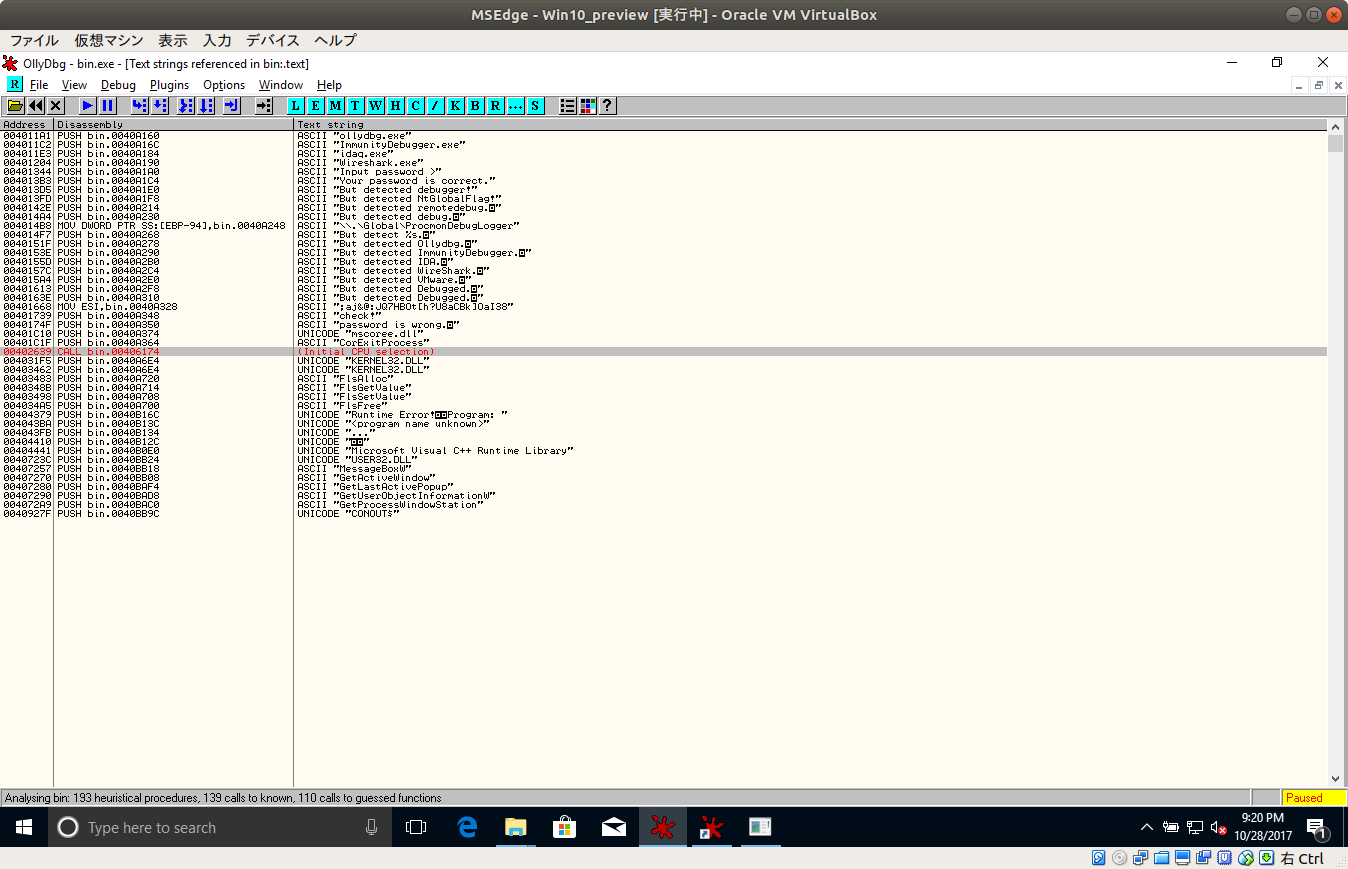 MSEdge - Win10_preview [実行中] - Oracle VM VirtualBox
ファイル 仮想マシン 表示 入力 デバイス ヘルプ
OllyDbg - bin.exe - [Text strings referenced in bin:.text]
R File View Debug Plugins Options Window Help
L E M T W H C / K B R ... S ?
Address Disassembly Text string
004011A1 PUSH bin.0040A160 ASCII "ollydbg.exe"
004011C2 PUSH bin.0040A16C ASCII "ImmunityDebugger.exe"
004011E3 PUSH bin.0040A184 ASCII "idaq.exe"
00401204 PUSH bin.0040A190 ASCII "Wireshark.exe"
00401344 PUSH bin.0040A1A0 ASCII "Input password >"
004013B3 PUSH bin.0040A1C4 ASCII "Your password is correct."
004013D5 PUSH bin.0040A1E0 ASCII "But detected debugger!"
004013FD PUSH bin.0040A1F8 ASCII "But detected NtGlobalFlag!"
0040142E PUSH bin.0040A214 ASCII "But detected remotedebug.◘"
004014A4 PUSH bin.0040A230 ASCII "But detected debug.◘"
004014B8 MOV DWORD PTR SS:[EBP-94],bin.0040A248 ASCII "\\.\Global\ProcmonDebugLogger"
004014F7 PUSH bin.0040A268 ASCII "But detect %s.◘"
0040151F PUSH bin.0040A278 ASCII "But detected Ollydbg.◘"
0040153E PUSH bin.0040A290 ASCII "But detected ImmunityDebugger.◘"
0040155D PUSH bin.0040A2B0 ASCII "But detected IDA.◘"
0040157C PUSH bin.0040A2C4 ASCII "But detected WireShark.◘"
004015A4 PUSH bin.0040A2E0 ASCII "But detected VMware.◘"
00401613 PUSH bin.0040A2F8 ASCII "But detected Debugged.◘"
0040163E PUSH bin.0040A310 ASCII "But detected Debugged.◘"
00401668 MOV ESI,bin.0040A328 ASCII ";aj&@:JQ7HBOt[h?U8aCBk]OaI38"
00401739 PUSH bin.0040A348 ASCII "check!"
0040174F PUSH bin.0040A350 ASCII "password is wrong.◘"
00401C10 PUSH bin.0040A374 UNICODE "mscoree.dll"
00401C1F PUSH bin.0040A364 ASCII "CorExitProcess"
00402639 CALL bin.00406174 (Initial CPU selection)
004031F5 PUSH bin.0040A6E4 UNICODE "KERNEL32.DLL"
00403462 PUSH bin.0040A6E4 UNICODE "KERNEL32.DLL"
00403483 PUSH bin.0040A720 ASCII "FlsAlloc"
0040348B PUSH bin.0040A714 ASCII "FlsGetValue"
00403498 PUSH bin.0040A708 ASCII "FlsSetValue"
004034A5 PUSH bin.0040A700 ASCII "FlsFree"
00404379 PUSH bin.0040B16C UNICODE "Runtime Error!◘◘Program: "
004043BA PUSH bin.0040B13C UNICODE "<program name unknown>"
004043FB PUSH bin.0040B134 UNICODE "..."
00404410 PUSH bin.0040B12C UNICODE "◘◘"
00404441 PUSH bin.0040B0E0 UNICODE "Microsoft Visual C++ Runtime Library"
0040723C PUSH bin.0040BB24 UNICODE "USER32.DLL"
00407257 PUSH bin.0040BB18 ASCII "MessageBoxW"
00407270 PUSH bin.0040BB08 ASCII "GetActiveWindow"
00407280 PUSH bin.0040BAF4 ASCII "GetLastActivePopup"
00407290 PUSH bin.0040BAD8 ASCII "GetUserObjectInformationW"
004072A9 PUSH bin.0040BAC0 ASCII "GetProcessWindowStation"
0040927F PUSH bin.0040BB9C UNICODE "CONOUT$"
Analysing bin: 193 heuristical procedures, 139 calls to known, 110 calls to guessed functions Paused
Type here to search
9:20 PM
10/28/2017
1
右 Ctrl